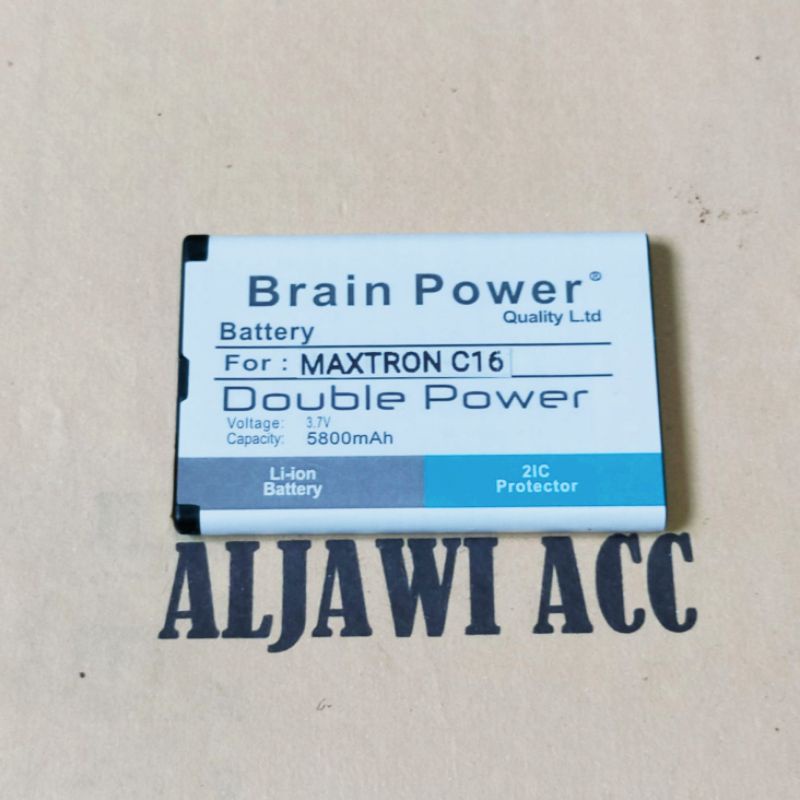 Brain Power®
Quality L.td
Battery
For : MAXTRON C16
Double Power
Voltage: 3.7V
Capacity: 5800mAh
Li-ion
Battery
2IC
Protector
ALJAWI ACC